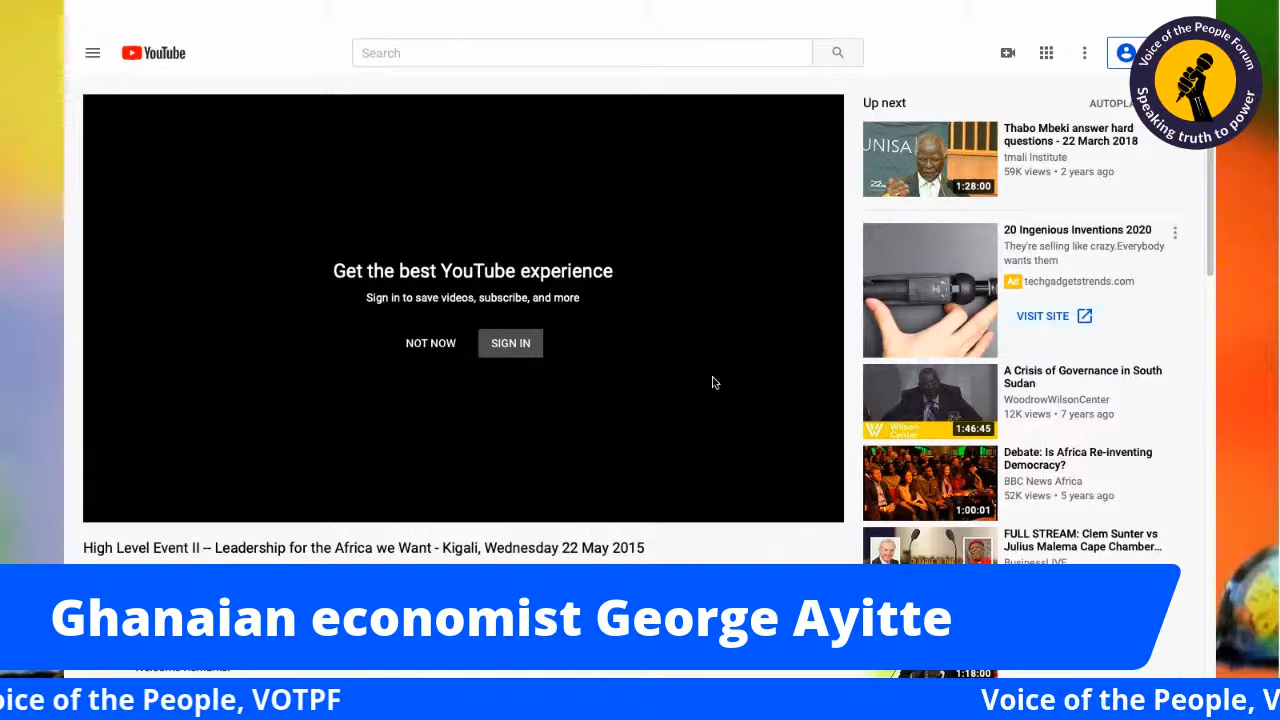 YouTube
Search
Voice of the People Forum
Speaking truth to power
Up next
AUTOPLA
Get the best YouTube experience
Sign in to save videos, subscribe, and more
NOT NOW
SIGN IN
High Level Event II – Leadership for the Africa we Want - Kigali, Wednesday 22 May 2015
UNISA
1:28:00
Thabo Mbeki answer hard
questions - 22 March 2018
tmali Institute
59K views • 2 years ago
20 Ingenious Inventions 2020
They're selling like crazy.Everybody
wants them
Ad techgadgetstrends.com
VISIT SITE
Wilson
Center
1:46:45
A Crisis of Governance in South
Sudan
WoodrowWilsonCenter
12K views • 7 years ago
1:00:01
Debate: Is Africa Re-inventing
Democracy?
BBC News Africa
52K views • 5 years ago
FULL STREAM: Clem Sunter vs
Julius Malema Cape Chamber...
BusinessLIVE
Ghanaian economist George Ayitte
1:18:00
oice of the People, VOTPF
Voice of the People, V